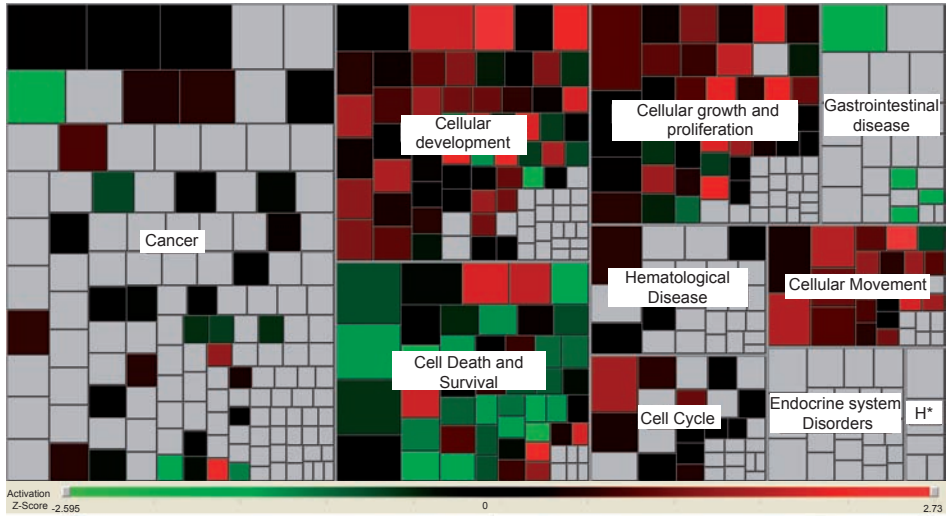 Cancer
Cellular
development
Cellular growth and
proliferation
Gastrointestinal
disease
Hematological
Disease
Cellular Movement
Cell Death and
Survival
Cell Cycle
Endocrine system
Disorders
H*
Activation
Z-Score
-2.595
0
2.73